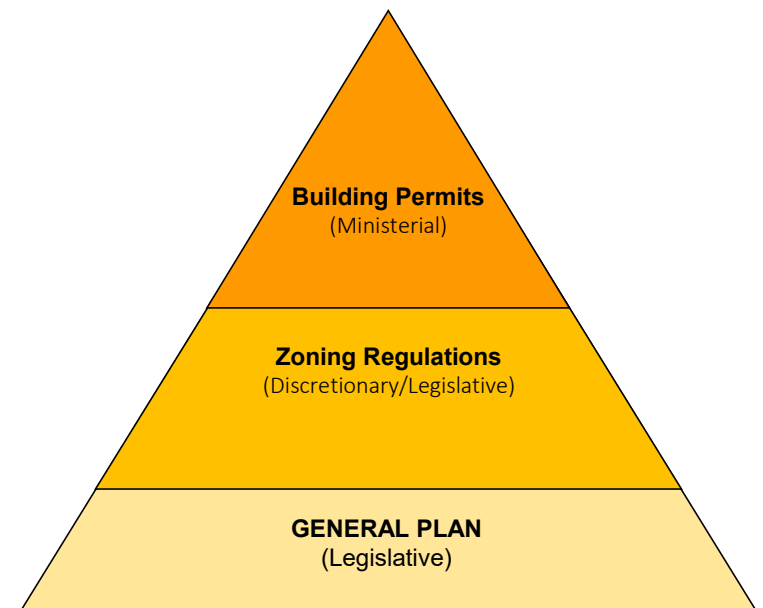 Building Permits
(Ministerial)
Zoning Regulations
(Discretionary/Legislative)
GENERAL PLAN
(Legislative)